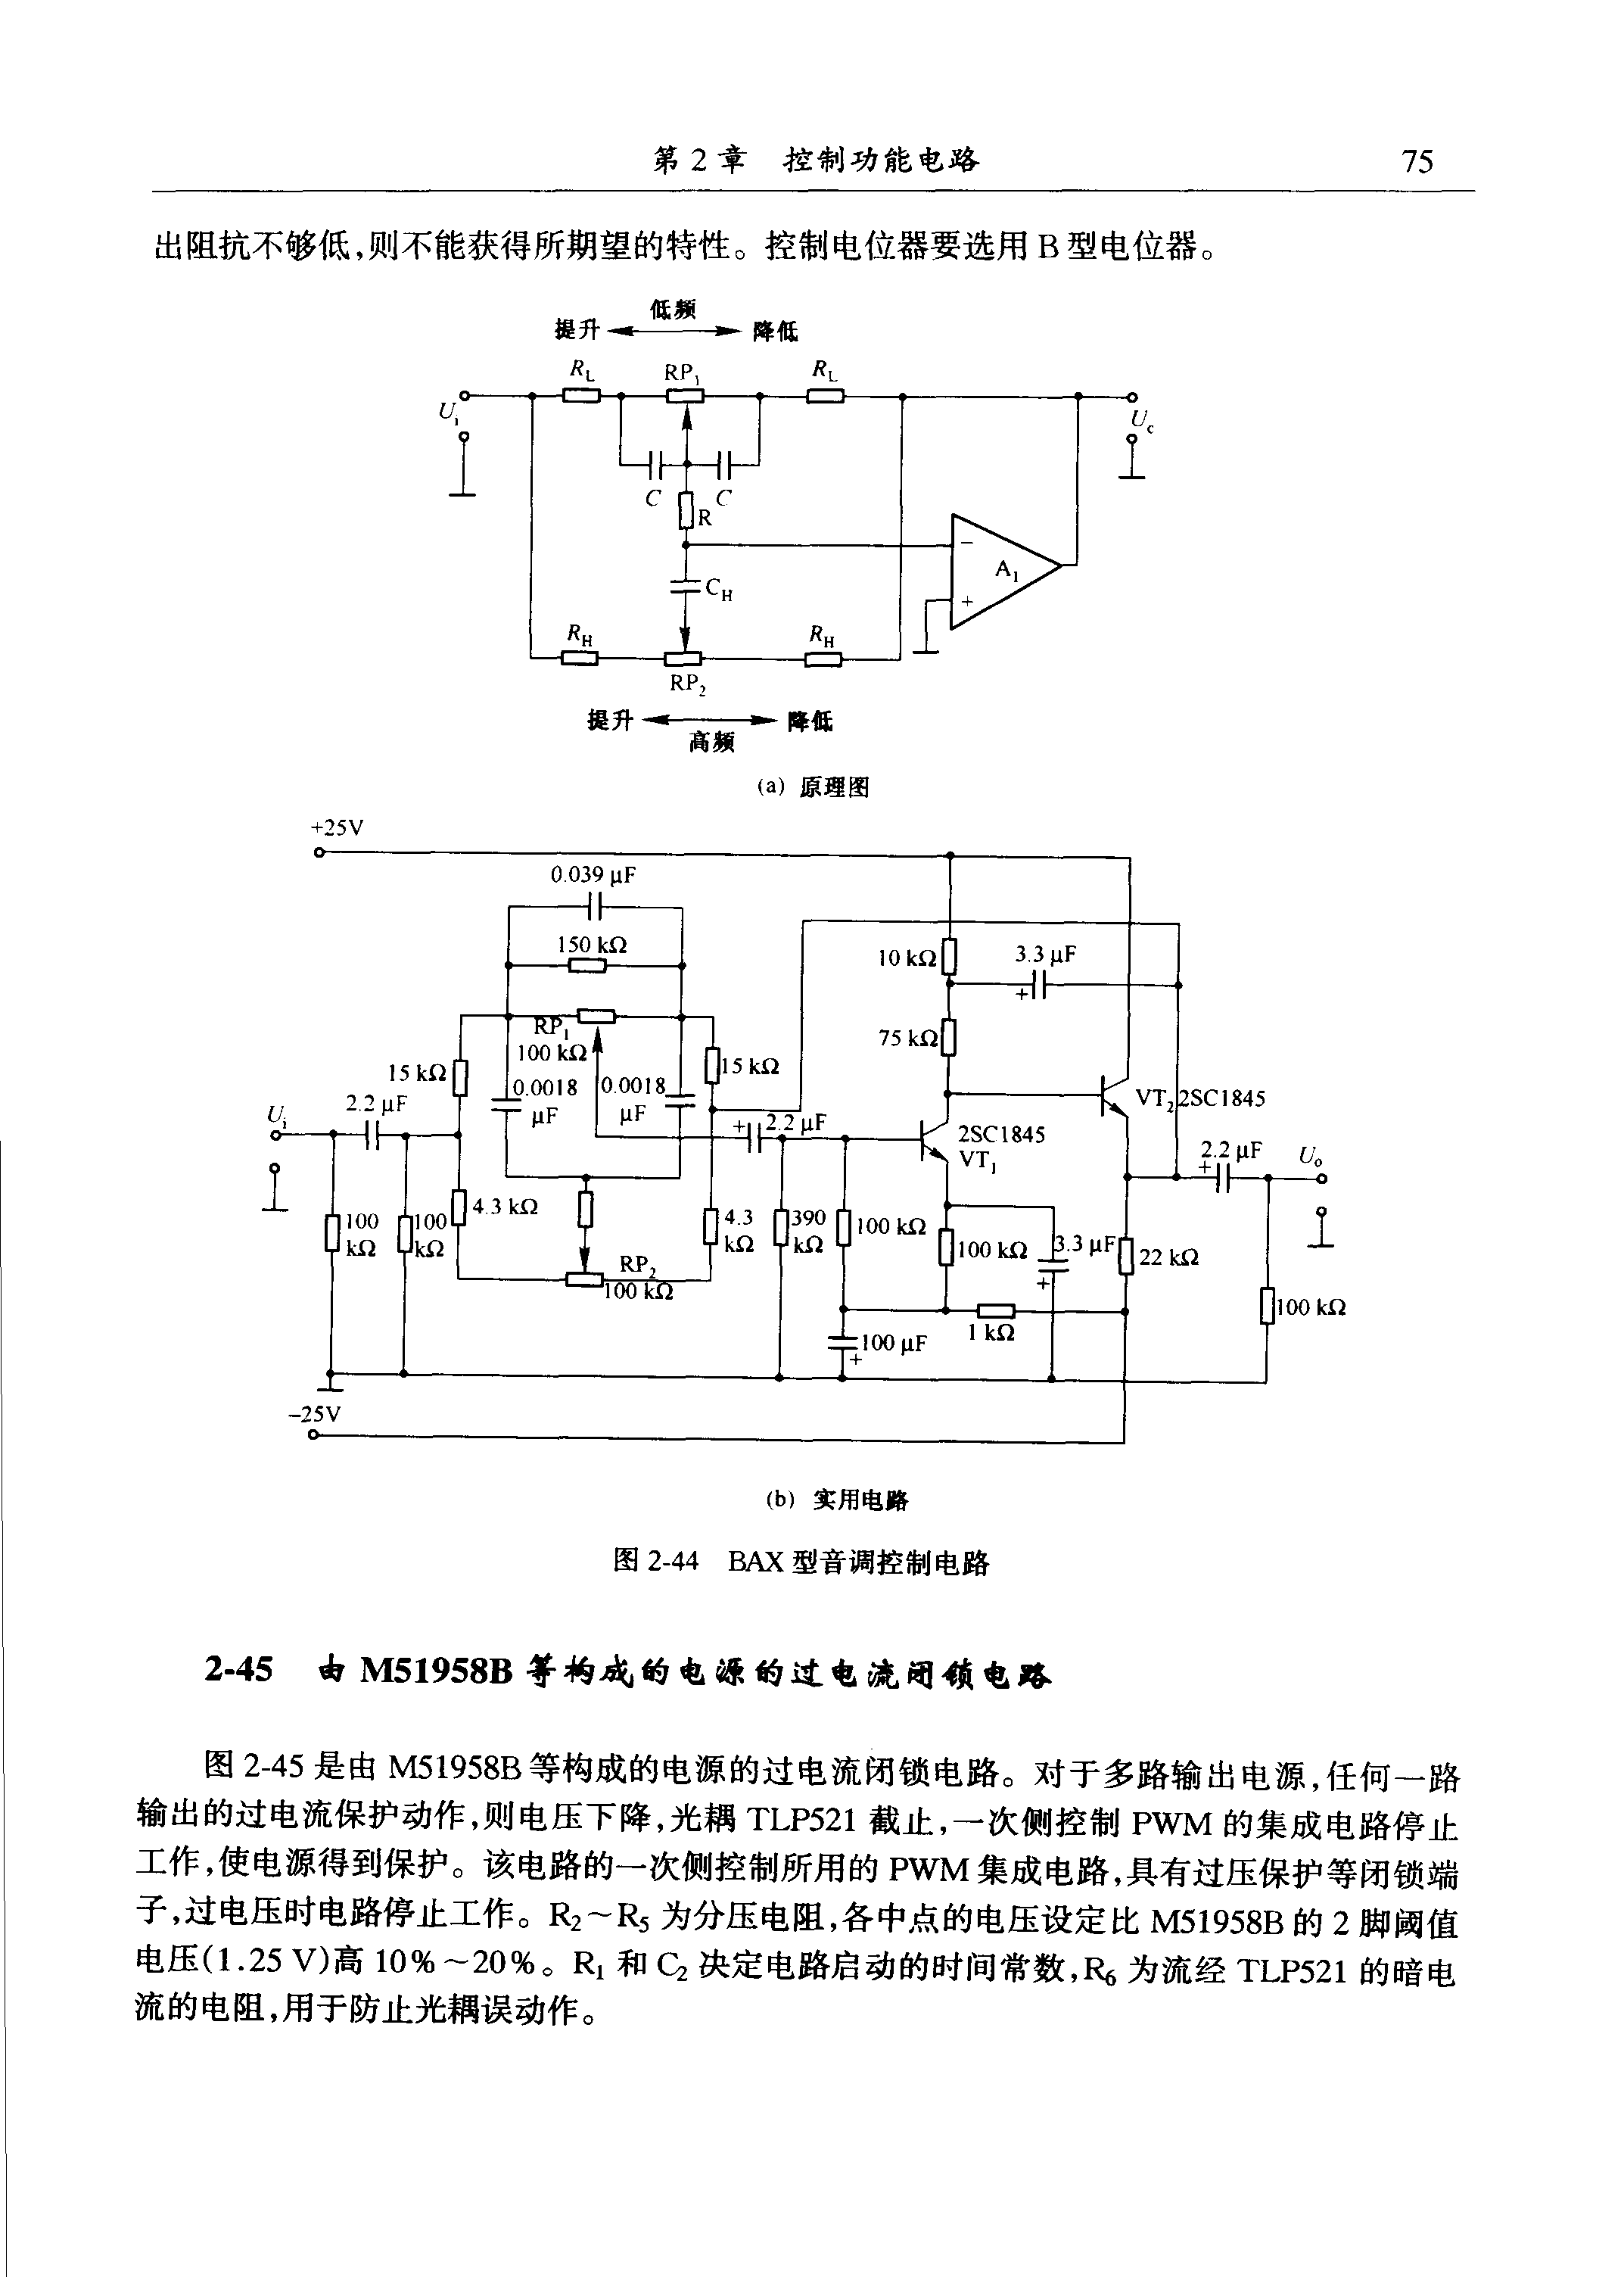 第 2 章 控制功能电路 75
出阻抗不够低,则不能获得所期望的特性。控制电位器要选用 B 型电位器。
低频
提升 降低
R_L RP_1 R_L
U_i U_c
C C
R
− A_1
C_H +
R_H R_H
RP_2
提升 降低
高频
(a) 原理图
+25V
0.039 μF
150 kΩ 10 kΩ 3.3 μF
+
RP_1 75 kΩ
100 kΩ
15 kΩ 0.0018 μF 0.0018 μF 15 kΩ
U_i 2.2 μF VT_2 2SC1845
+ 2.2 μF 2SC1845
VT_1 2.2 μF U_o
+
100 kΩ 100 kΩ 4.3 kΩ 4.3 kΩ 390 kΩ 100 kΩ 100 kΩ 3.3 μF 22 kΩ
+
RP_2
100 kΩ 100 kΩ
100 μF 1 kΩ
+
−25V
(b) 实用电路
图 2-44 BAX 型音调控制电路
2-45 由 M51958B 等构成的电源的过电流闭锁电路
图 2-45 是由 M51958B 等构成的电源的过电流闭锁电路。对于多路输出电源,任何一路
输出的过电流保护动作,则电压下降,光耦 TLP521 截止,一次侧控制 PWM 的集成电路停止
工作,使电源得到保护。该电路的一次侧控制所用的 PWM 集成电路,具有过压保护等闭锁端
子,过电压时电路停止工作。R₂~R₅ 为分压电阻,各中点的电压设定比 M51958B 的 2 脚阈值
电压(1.25 V)高 10%~20%。R₁ 和 C₂ 决定电路启动的时间常数,R₆ 为流经 TLP521 的暗电
流的电阻,用于防止光耦误动作。